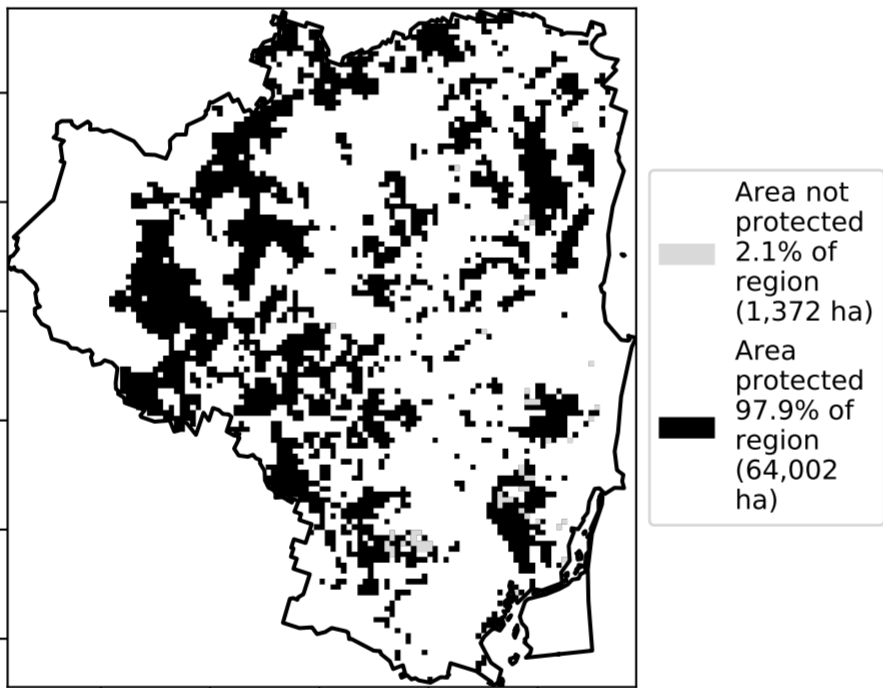 Area not
protected
2.1% of
region
(1,372 ha)
Area
protected
97.9% of
region
(64,002
ha)